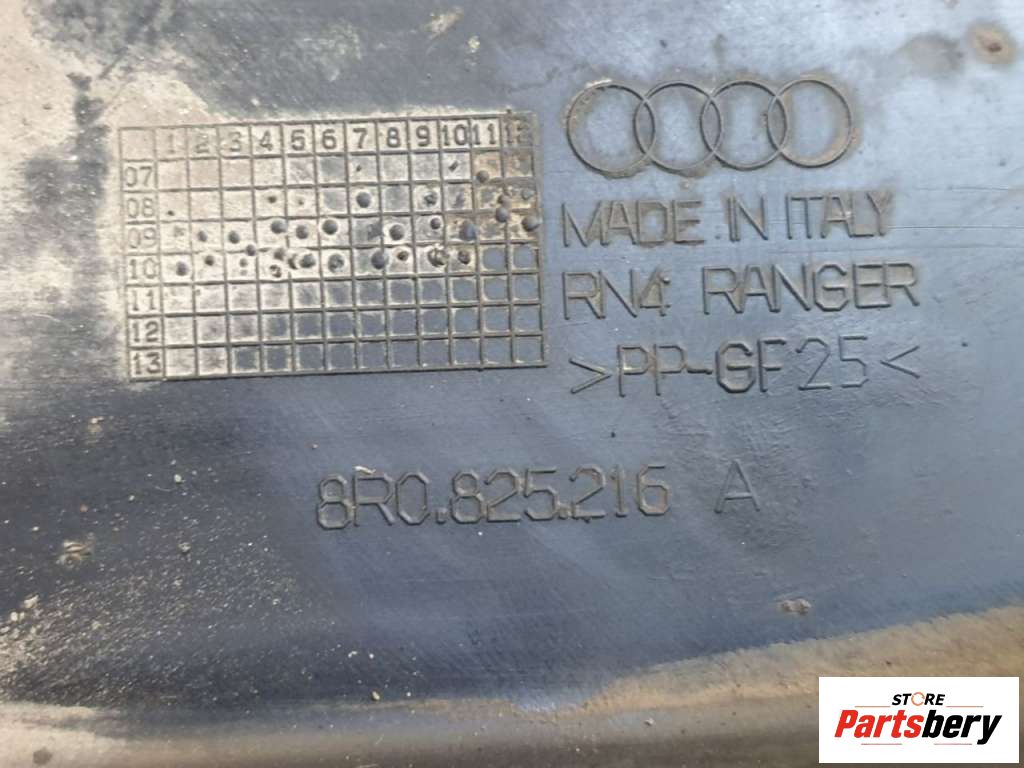 1 2 3 4 5 6 7 8 9 10 11 12
07
08
09
10
11
12
13
MADE IN ITALY
RN4 RANGER
>PP-GF25<
8R0.825.216 A
STORE
Partsbery